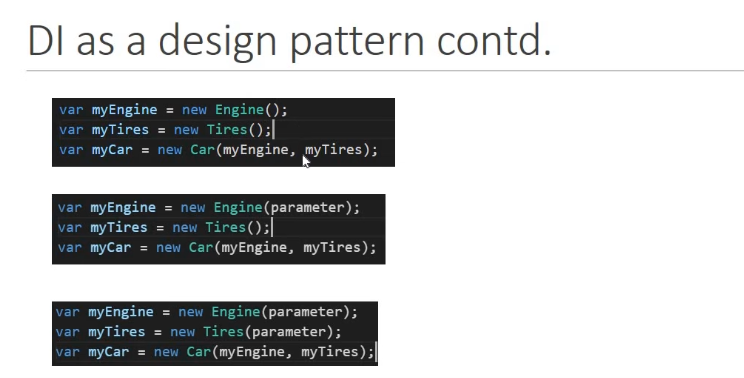 DI as a design pattern contd.
var myEngine = new Engine();
var myTires = new Tires();
var myCar = new Car(myEngine, myTires);
var myEngine = new Engine(parameter);
var myTires = new Tires();
var myCar = new Car(myEngine, myTires);
var myEngine = new Engine(parameter);
var myTires = new Tires(parameter);
var myCar = new Car(myEngine, myTires);